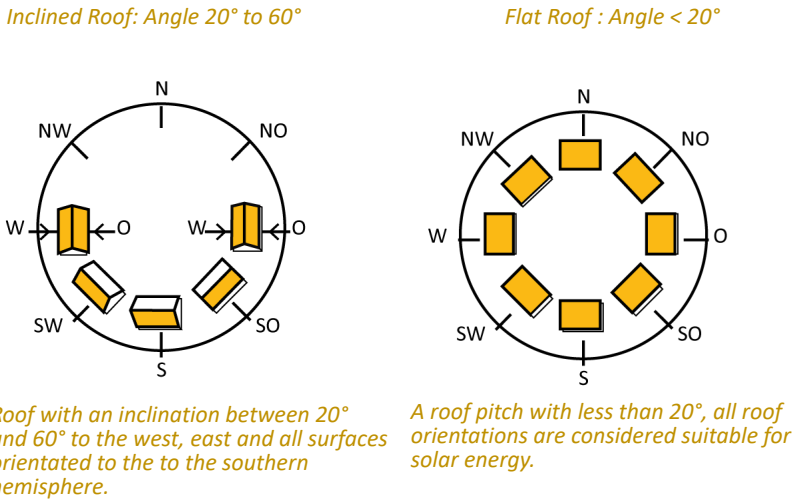 Inclined Roof: Angle 20° to 60°
Flat Roof : Angle < 20°
N
NW
NO
W
O
W
O
SW
SO
S
N
NW
NO
W
O
SW
SO
S
Roof with an inclination between 20°
and 60° to the west, east and all surfaces
orientated to the to the southern
hemisphere.
A roof pitch with less than 20°, all roof
orientations are considered suitable for
solar energy.